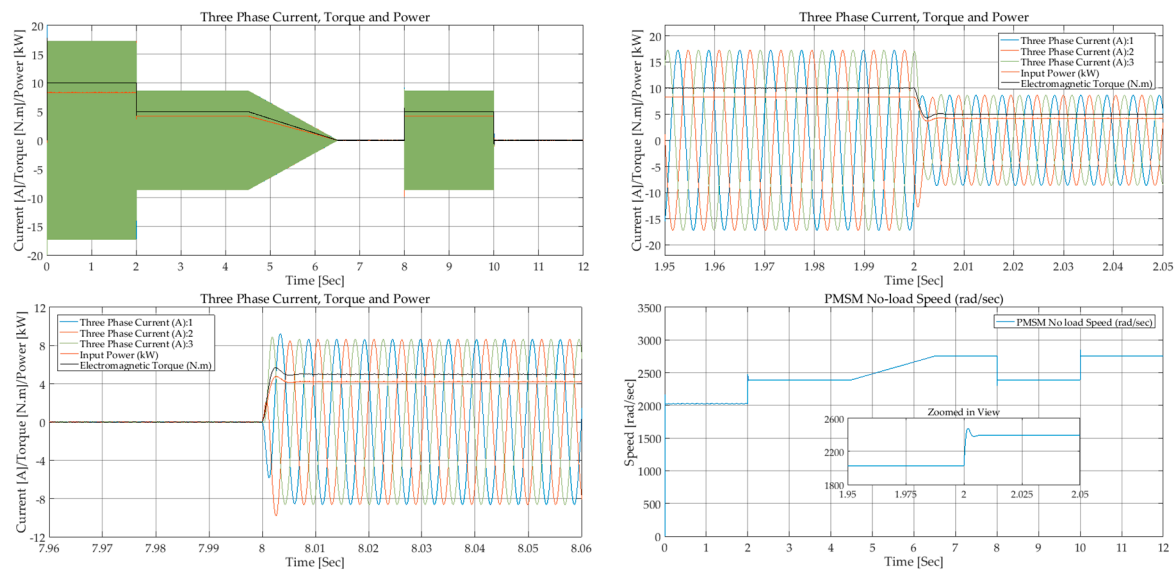 Three Phase Current, Torque and Power
Current [A]/Torque [N.m]/Power [kW]
20
15
10
5
0
-5
-10
-15
-20
0 1 2 3 4 5 6 7 8 9 10 11 12
Time [Sec]
Three Phase Current, Torque and Power
Current [A]/Torque [N.m]/Power [kW]
20
15
10
5
0
-5
-10
-15
-20
Three Phase Current (A):1
Three Phase Current (A):2
Three Phase Current (A):3
Input Power (kW)
Electromagnetic Torque (N.m)
1.95 1.96 1.97 1.98 1.99 2 2.01 2.02 2.03 2.04 2.05
Time [Sec]
Three Phase Current, Torque and Power
Current [A]/Torque [N.m]/Power [kW]
12
8
4
0
-4
-8
-12
Three Phase Current (A):1
Three Phase Current (A):2
Three Phase Current (A):3
Input Power (kW)
Electromagnetic Torque (N.m)
7.96 7.97 7.98 7.99 8 8.01 8.02 8.03 8.04 8.05 8.06
Time [Sec]
PMSM No-load Speed (rad/sec)
Speed [rad/sec]
3500
3000
2500
2000
1500
1000
500
0
PMSM No load Speed (rad/sec)
Zoomed in View
2600
2200
1800
1.95 1.975 2 2.025 2.05
0 1 2 3 4 5 6 7 8 9 10 11 12
Time [Sec]